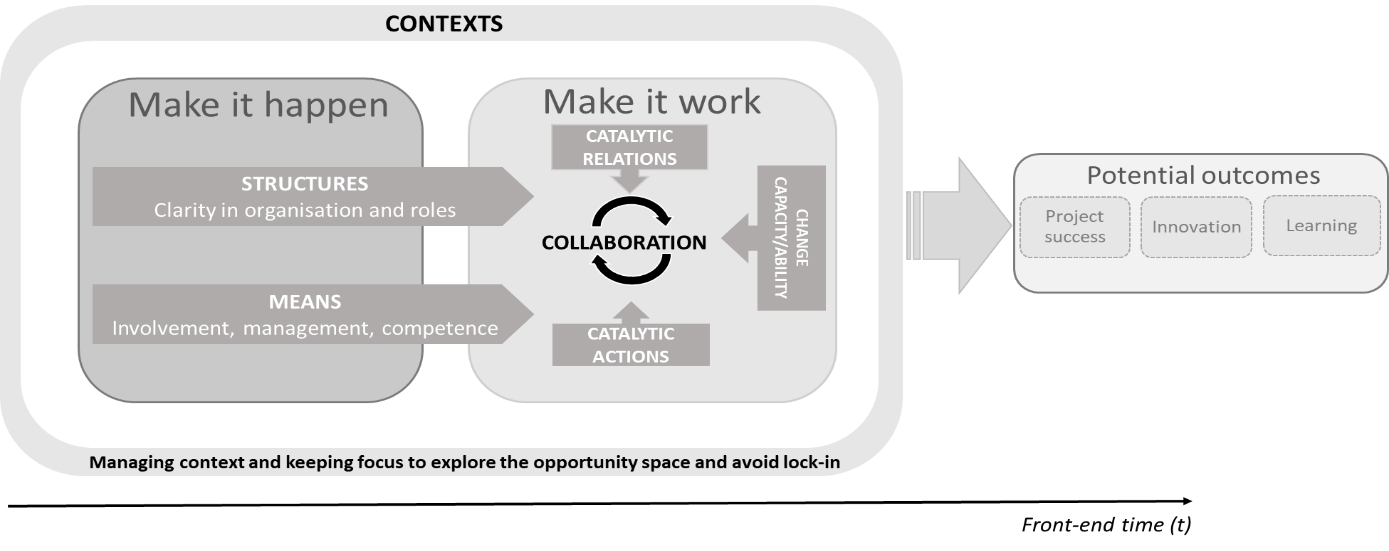 CONTEXTS
Make it happen
STRUCTURES
Clarity in organisation and roles
MEANS
Involvement, management, competence
Make it work
CATALYTIC
RELATIONS
COLLABORATION
CHANGE
CAPACITY/ABILITY
CATALYTIC
ACTIONS
Potential outcomes
Project
success
Innovation
Learning
Managing context and keeping focus to explore the opportunity space and avoid lock-in
Front-end time (t)